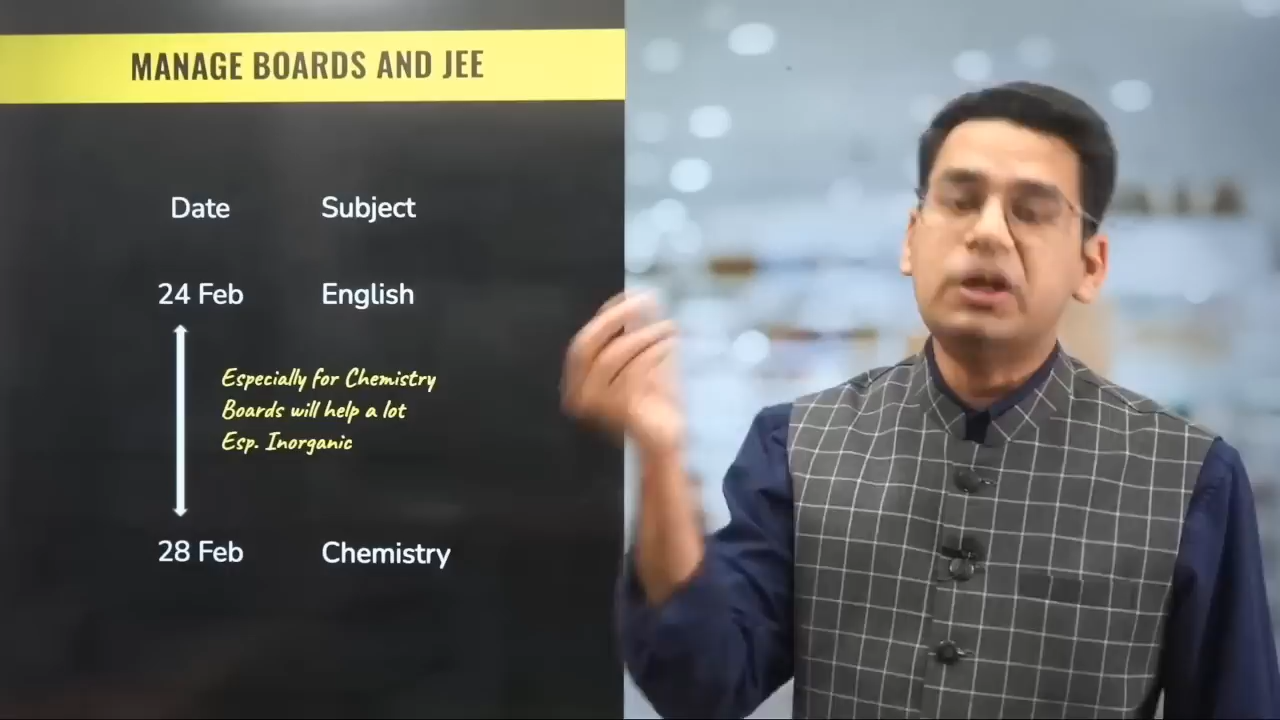 MANAGE BOARDS AND JEE
Date Subject
24 Feb English
Especially for Chemistry
Boards will help a lot
Esp. Inorganic
28 Feb Chemistry